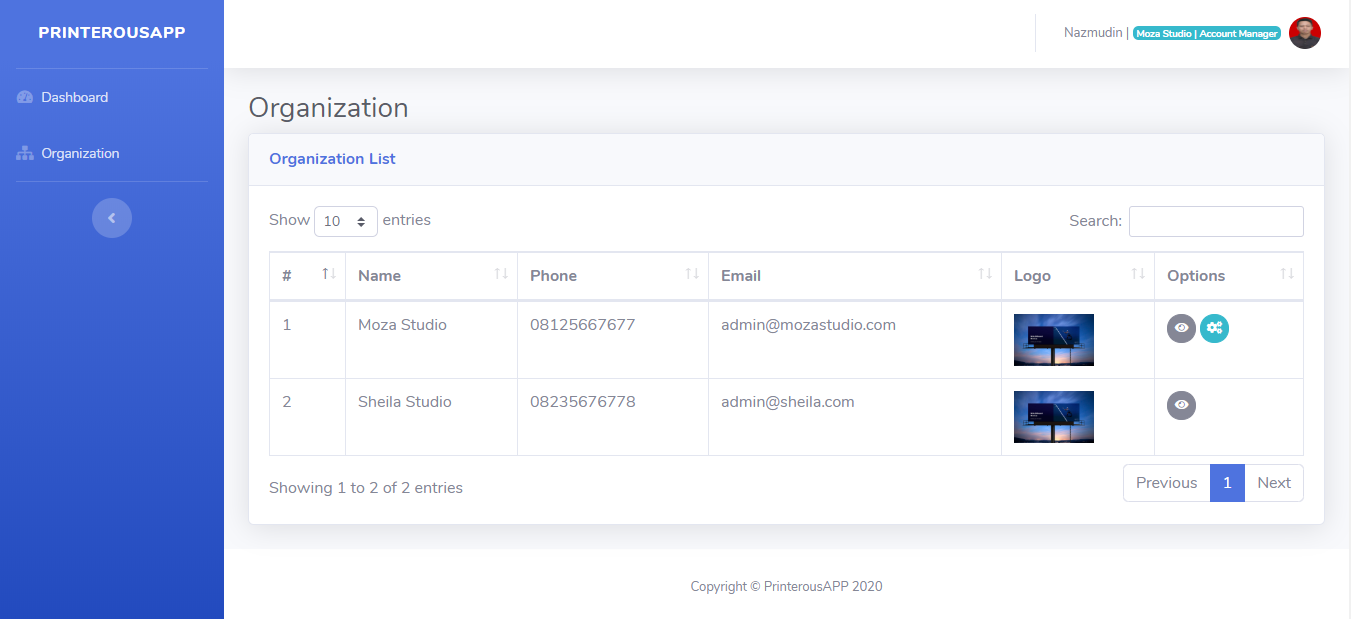 PRINTEROUSAPP
Nazmudin | Moza Studio | Account Manager
Dashboard
Organization
Organization
Organization List
Show 10 entries
Search:
# Name Phone Email Logo Options
1 Moza Studio 08125667677 admin@mozastudio.com
2 Sheila Studio 08235676778 admin@sheila.com
Showing 1 to 2 of 2 entries
Previous 1 Next
Copyright © PrinterousAPP 2020